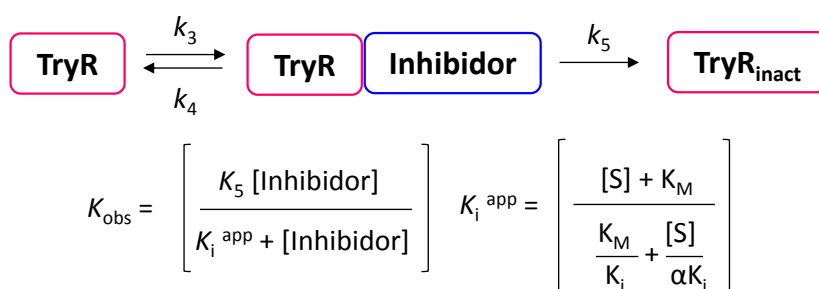 k₃
TryR TryR Inhibidor k₅ TryRinact
k₄
Kobs = [ K₅ [Inhibidor] / Kᵢ ᵃᵖᵖ + [Inhibidor] ] Kᵢ ᵃᵖᵖ = [ [S] + KM / KM / Kᵢ + [S] / αKᵢ ]